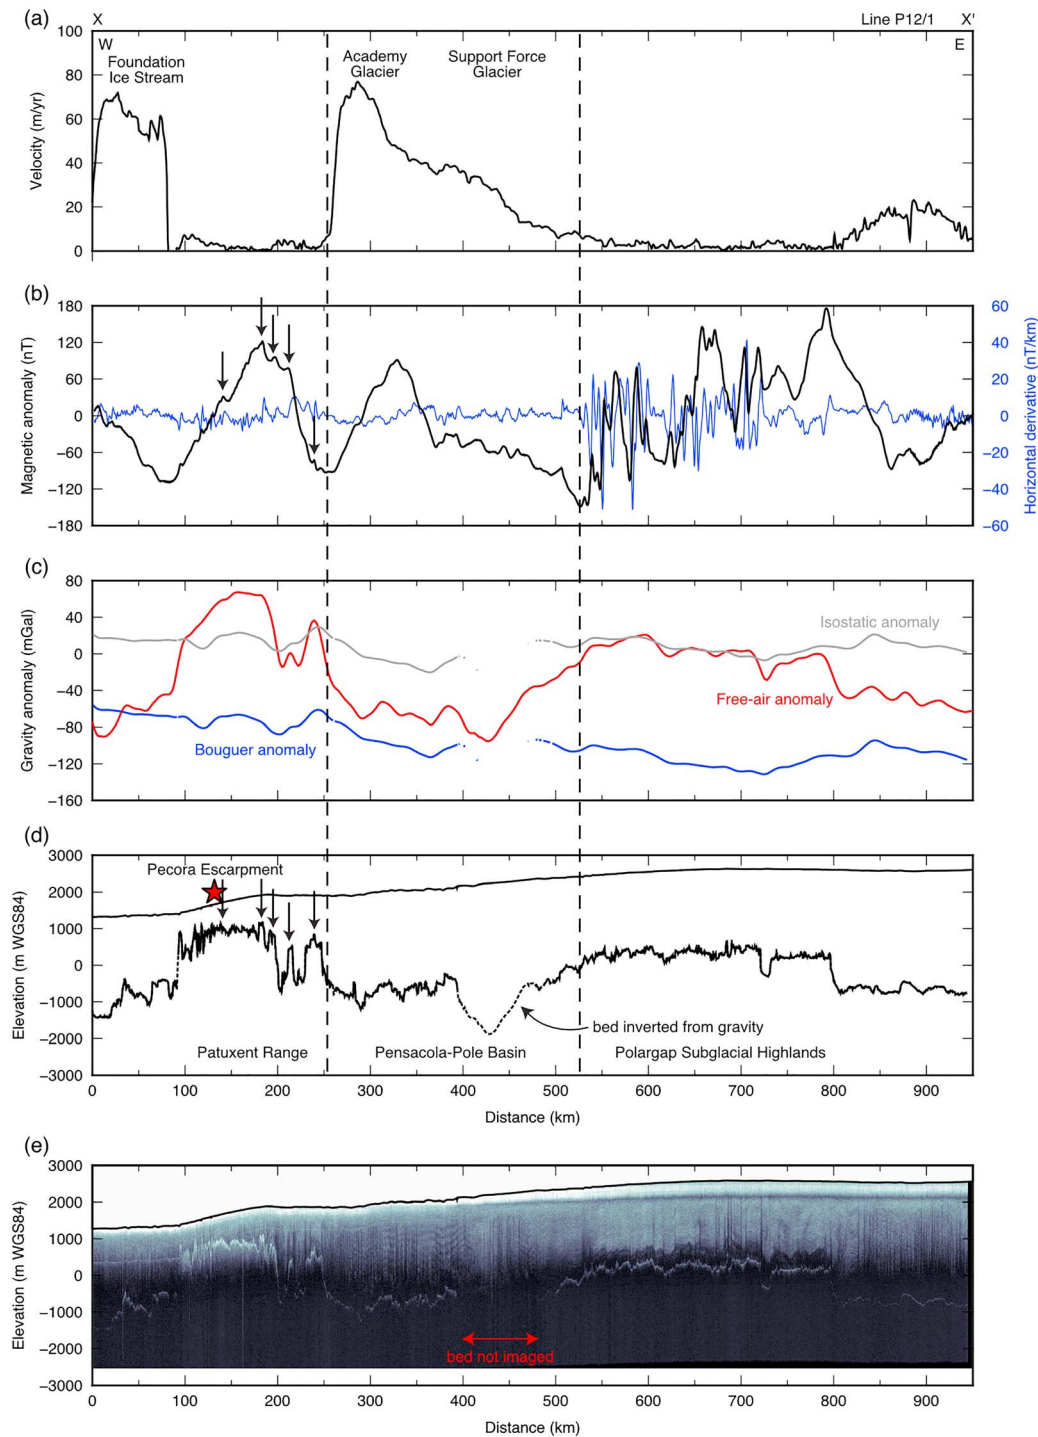 (a)
X
Line P12/1
X'
100
80
60
40
20
0
Velocity (m/yr)
W
E
Foundation
Ice Stream
Academy
Glacier
Support Force
Glacier
(b)
180
120
60
0
−60
−120
−180
Magnetic anomaly (nT)
60
40
20
0
−20
−40
−60
Horizontal derivative (nT/km)
(c)
80
40
0
−40
−80
−120
−160
Gravity anomaly (mGal)
Isostatic anomaly
Free-air anomaly
Bouguer anomaly
(d)
3000
2000
1000
0
−1000
−2000
−3000
Elevation (m WGS84)
Pecora Escarpment
bed inverted from gravity
Patuxent Range
Pensacola-Pole Basin
Polargap Subglacial Highlands
0
100
200
300
400
500
600
700
800
900
Distance (km)
(e)
3000
2000
1000
0
−1000
−2000
−3000
Elevation (m WGS84)
bed not imaged
0
100
200
300
400
500
600
700
800
900
Distance (km)